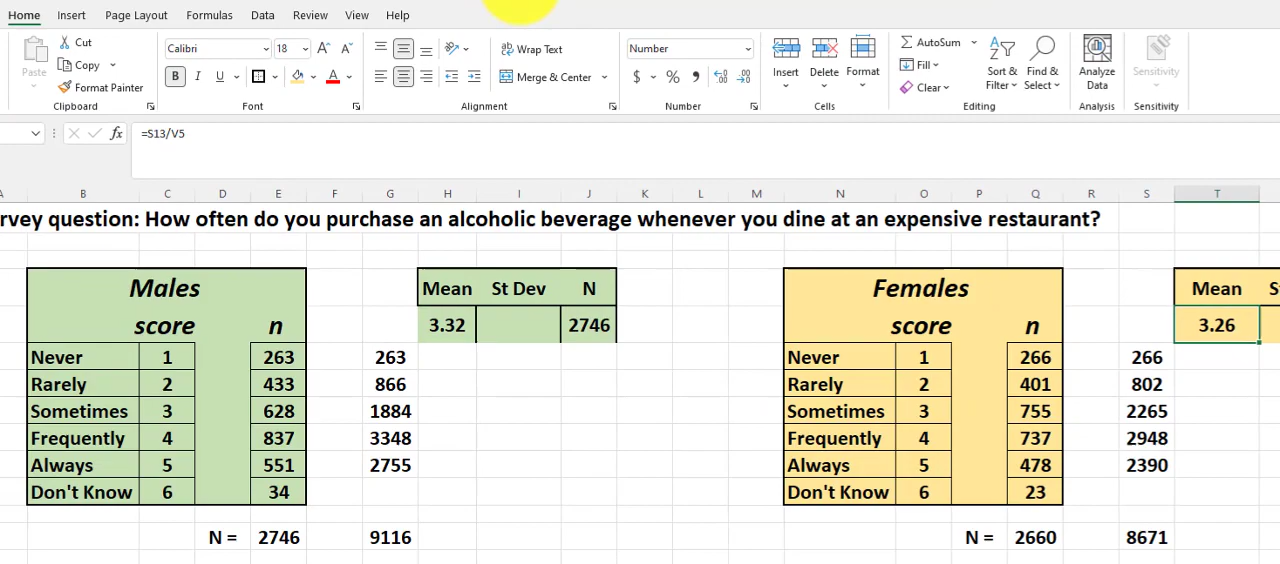 Home Insert Page Layout Formulas Data Review View Help
Paste Cut Copy Format Painter Calibri 18 A A B I U A ab Wrap Text Merge & Center Number $ % 9 Insert Delete Format AutoSum Fill Clear Sort & Filter Find & Select Analyze Data Sensitivity
Clipboard Font Alignment Number Cells Editing Analysis Sensitivity
fx =S13/V5
A B C D E F G H I J K L M N O P Q R S T
rvey question: How often do you purchase an alcoholic beverage whenever you dine at an expensive restaurant?
Males Mean St Dev N Females Mean S
score n 3.32 2746 score n 3.26
Never 1 263 263 Never 1 266 266
Rarely 2 433 866 Rarely 2 401 802
Sometimes 3 628 1884 Sometimes 3 755 2265
Frequently 4 837 3348 Frequently 4 737 2948
Always 5 551 2755 Always 5 478 2390
Don't Know 6 34 Don't Know 6 23
N = 2746 9116 N = 2660 8671